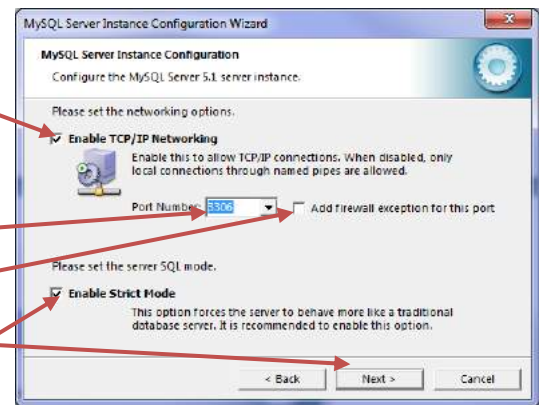 MySQL Server Instance Configuration Wizard
MySQL Server Instance Configuration
Configure the MySQL Server 5.1 server instance.
Please set the networking options.
Enable TCP/IP Networking
Enable this to allow TCP/IP connections. When disabled, only
local connections through named pipes are allowed.
Port Number: 3306 Add firewall exception for this port
Please set the server SQL mode.
Enable Strict Mode
This option forces the server to behave more like a traditional
database server. It is recommended to enable this option.
< Back Next > Cancel